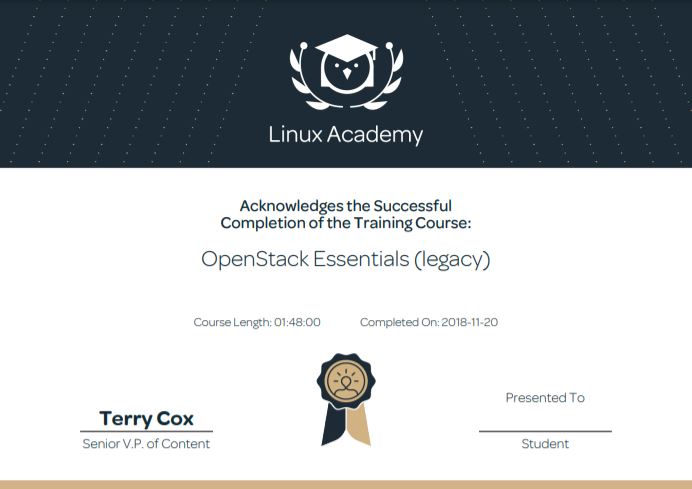 Linux Academy
Acknowledges the Successful
Completion of the Training Course:
OpenStack Essentials (legacy)
Course Length: 01:48:00
Completed On: 2018-11-20
Terry Cox
Senior V.P. of Content
Presented To
Student